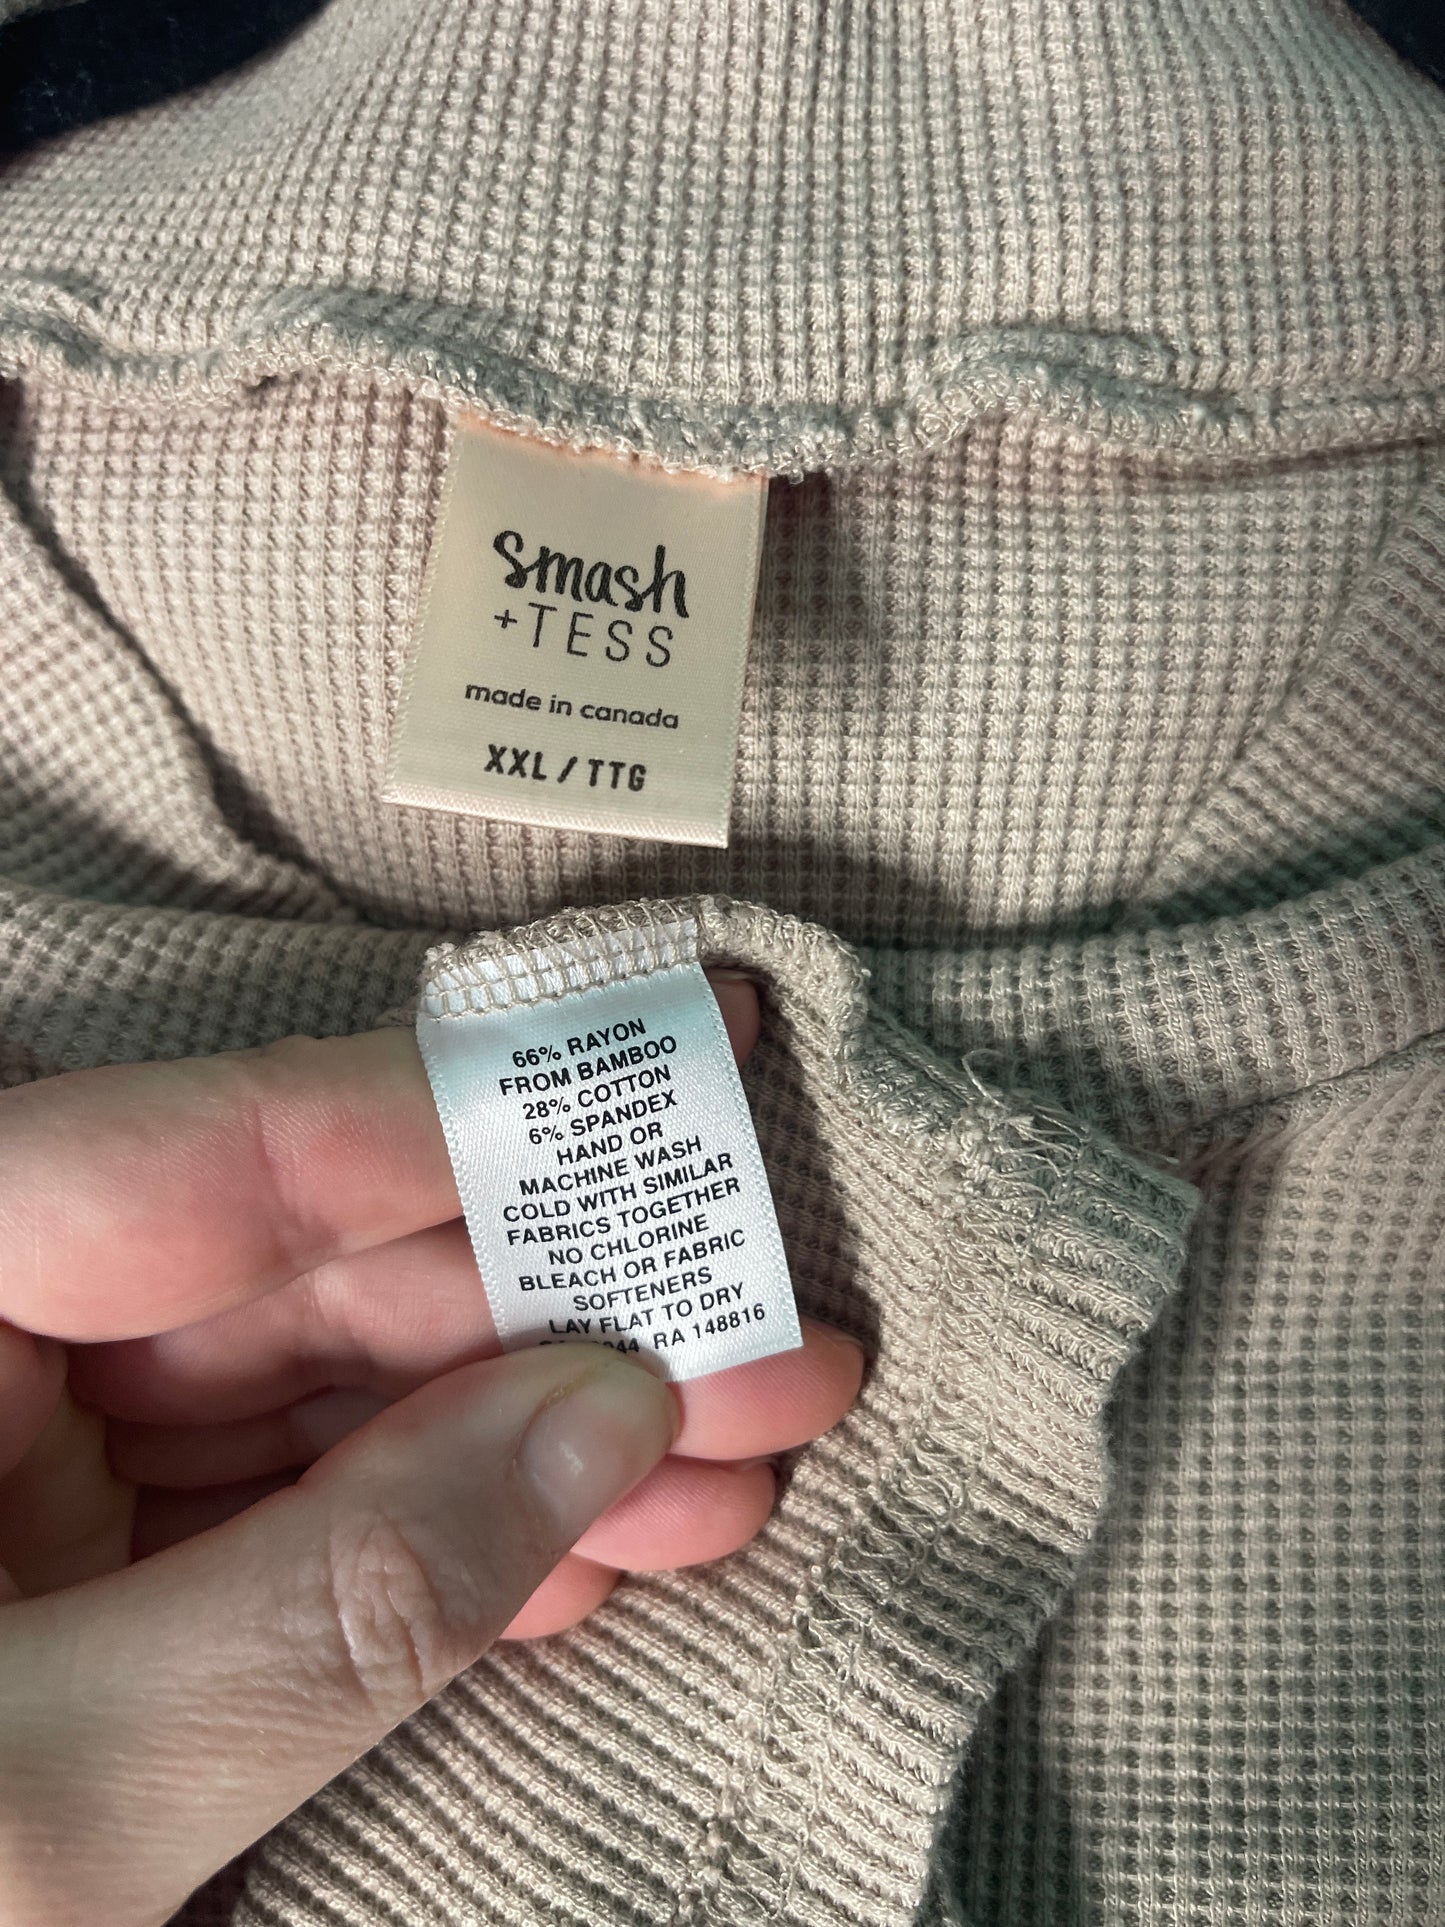 smash
+TESS
made in canada
XXL / TTG
66% RAYON
FROM BAMBOO
28% COTTON
6% SPANDEX
HAND OR
MACHINE WASH
COLD WITH SIMILAR
FABRICS TOGETHER
NO CHLORINE
BLEACH OR FABRIC
SOFTENERS
LAY FLAT TO DRY
RA 148816